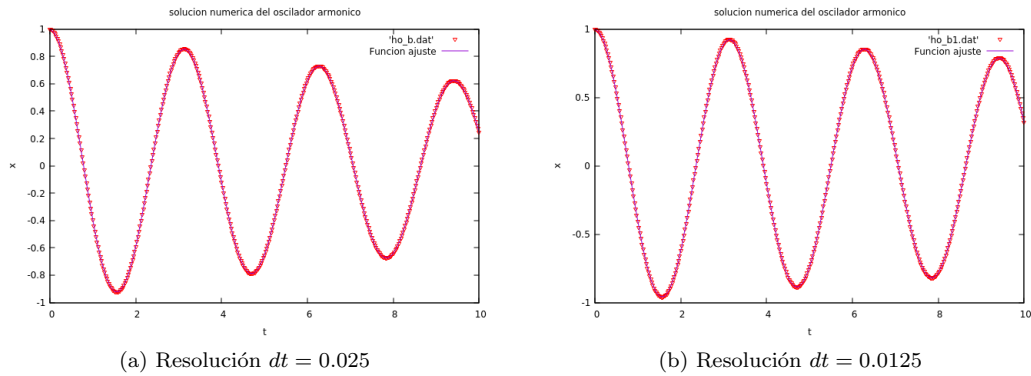 solucion numerica del oscilador armonico
'ho_b.dat'
Funcion ajuste
1
0.8
0.6
0.4
0.2
0
-0.2
-0.4
-0.6
-0.8
-1
x
0 2 4 6 8 10
t
(a) Resolución dt = 0.025
solucion numerica del oscilador armonico
'ho_b1.dat'
Funcion ajuste
1
0.5
0
-0.5
-1
x
0 2 4 6 8 10
t
(b) Resolución dt = 0.0125